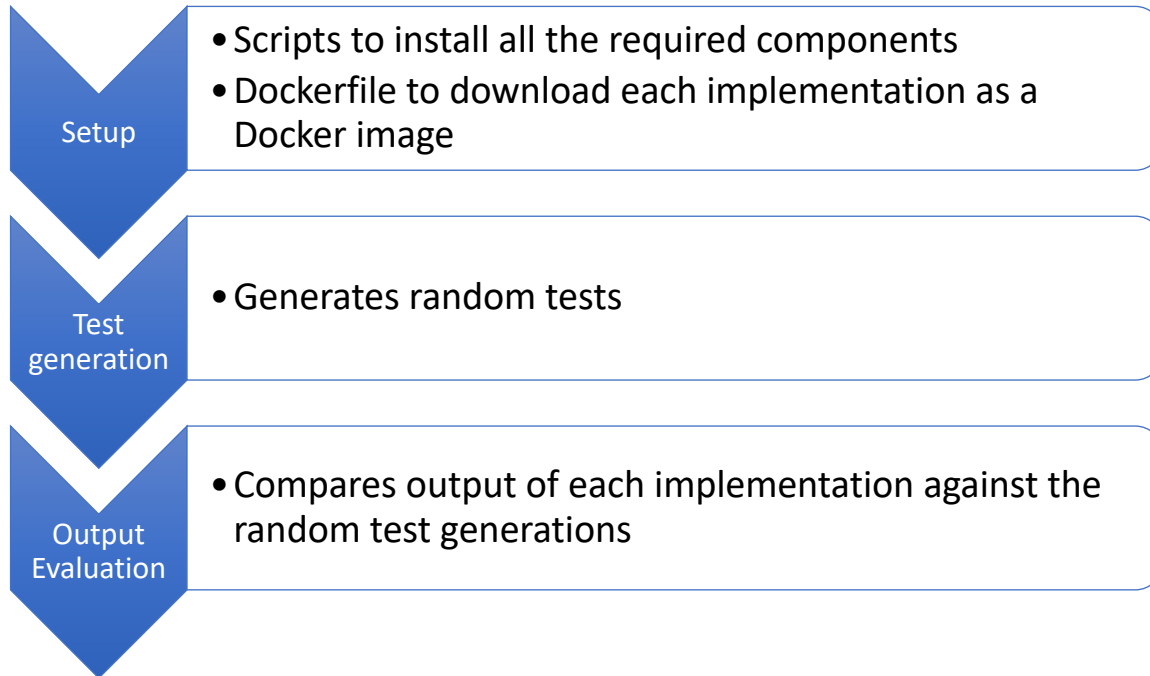 Setup
• Scripts to install all the required components
• Dockerfile to download each implementation as a
Docker image
Test
generation
• Generates random tests
Output
Evaluation
• Compares output of each implementation against the
random test generations